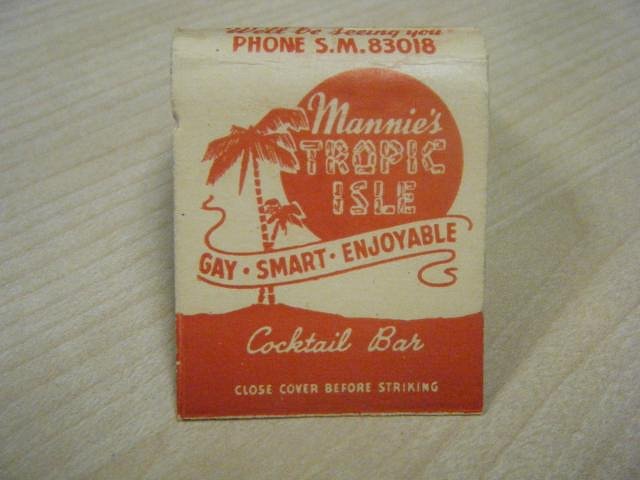 We'll be seeing you
PHONE S.M. 83018
Mannie's
TROPIC
ISLE
GAY · SMART · ENJOYABLE
Cocktail Bar
CLOSE COVER BEFORE STRIKING